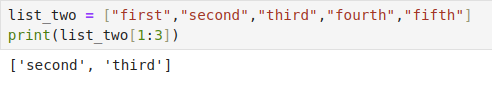 list_two = ["first","second","third","fourth","fifth"]
print(list_two[1:3])
['second', 'third']